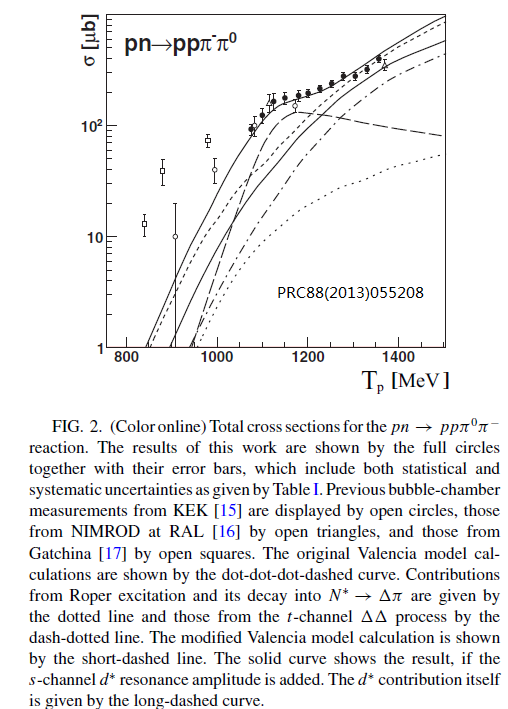 σ [μb]
pn→ppπ⁻π⁰
10²
10
1
800 1000 1200 1400
PRC88(2013)055208
Tₚ [MeV]
FIG. 2. (Color online) Total cross sections for the pn → ppπ⁰π⁻
reaction. The results of this work are shown by the full circles
together with their error bars, which include both statistical and
systematic uncertainties as given by Table I. Previous bubble-chamber
measurements from KEK [15] are displayed by open circles, those
from NIMROD at RAL [16] by open triangles, and those from
Gatchina [17] by open squares. The original Valencia model cal-
culations are shown by the dot-dot-dot-dashed curve. Contributions
from Roper excitation and its decay into N* → Δπ are given by
the dotted line and those from the t-channel ΔΔ process by the
dash-dotted line. The modified Valencia model calculation is shown
by the short-dashed line. The solid curve shows the result, if the
s-channel d* resonance amplitude is added. The d* contribution itself
is given by the long-dashed curve.